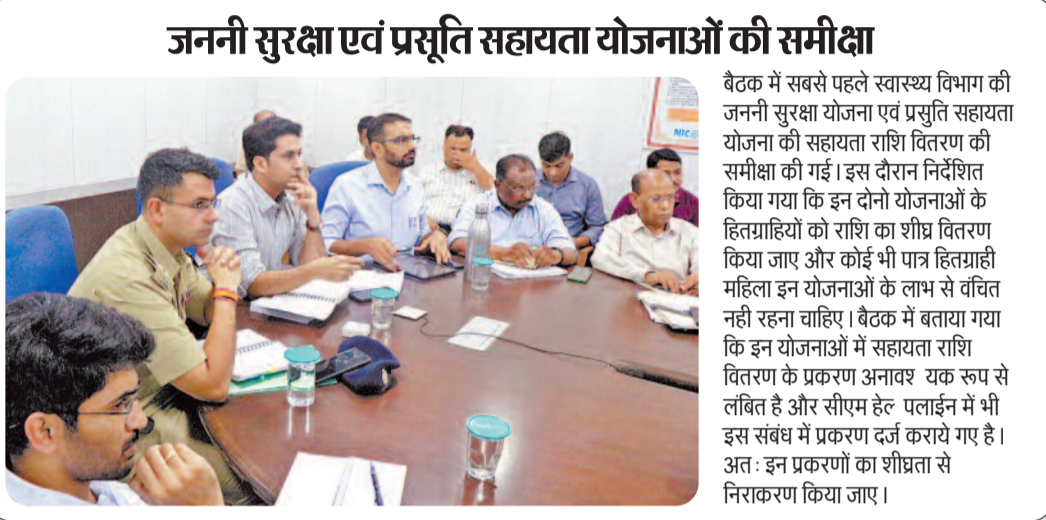 जननी सुरक्षा एवं प्रसूति सहायता योजनाओं की समीक्षा
बैठक में सबसे पहले स्वास्थ्य विभाग की
जननी सुरक्षा योजना एवं प्रसुति सहायता
योजना की सहायता राशि वितरण की
समीक्षा की गई। इस दौरान निर्देशित
किया गया कि इन दोनो योजनाओं के
हितग्राहियों को राशि का शीघ्र वितरण
किया जाए और कोई भी पात्र हितग्राही
महिला इन योजनाओं के लाभ से वंचित
नही रहना चाहिए। बैठक में बताया गया
कि इन योजनाओं में सहायता राशि
वितरण के प्रकरण अनावश् यक रूप से
लंबित है और सीएम हेल् पलाईन में भी
इस संबंध में प्रकरण दर्ज कराये गए है।
अत: इन प्रकरणों का शीघ्रता से
निराकरण किया जाए।
NIC